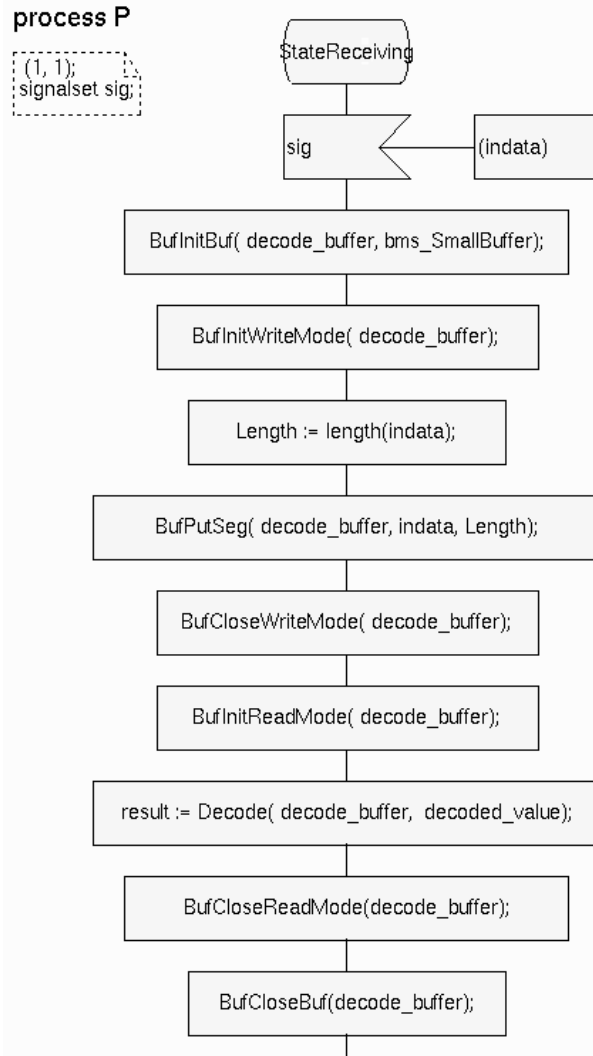 process P
(1, 1);
signalset sig;
StateReceiving
sig
(indata)
BufInitBuf( decode_buffer, bms_SmallBuffer);
BufInitWriteMode( decode_buffer);
Length := length(indata);
BufPutSeg( decode_buffer, indata, Length);
BufCloseWriteMode( decode_buffer);
BufInitReadMode( decode_buffer);
result := Decode( decode_buffer,  decoded_value);
BufCloseReadMode(decode_buffer);
BufCloseBuf(decode_buffer);